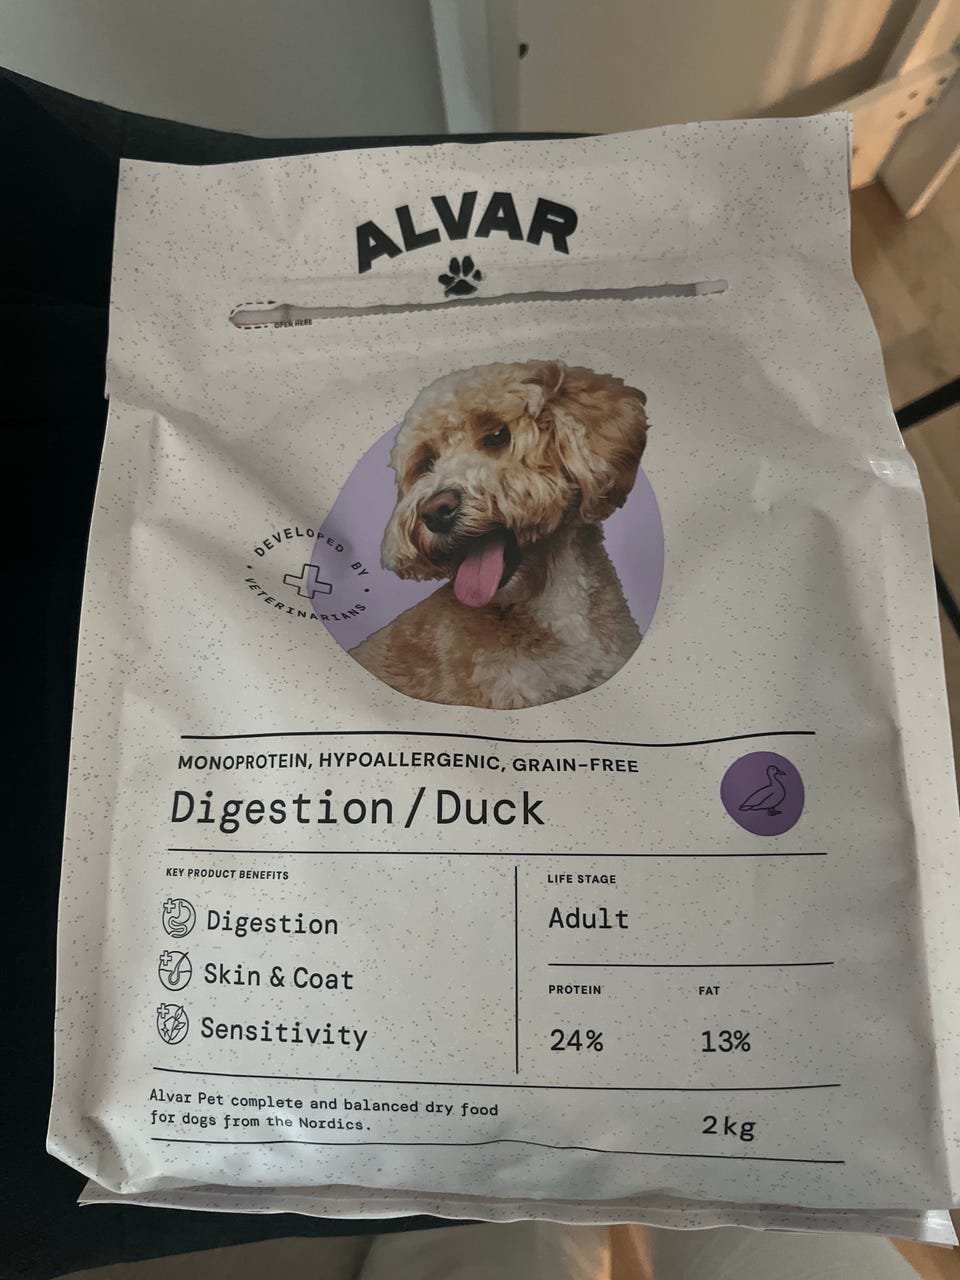 ALVAR
OPEN HERE
DEVELOPED BY
VETERINARIANS
MONOPROTEIN, HYPOALLERGENIC, GRAIN-FREE
Digestion/Duck
KEY PRODUCT BENEFITS
Digestion
Skin & Coat
Sensitivity
LIFE STAGE
Adult
PROTEIN
24%
FAT
13%
Alvar Pet complete and balanced dry food
for dogs from the Nordics.
2kg